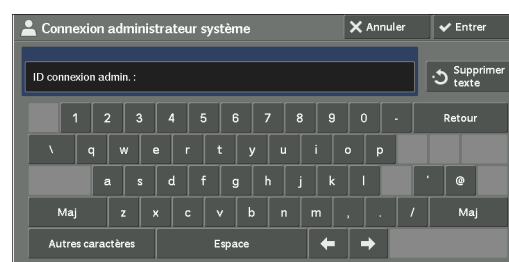 Connexion administrateur système
Annuler
Entrer
ID connexion admin. :
Supprimer
texte
1 2 3 4 5 6 7 8 9 0 - Retour
\ q w e r t y u i o p
a s d f g h j k l ' @
Maj z x c v b n m , . / Maj
Autres caractères Espace